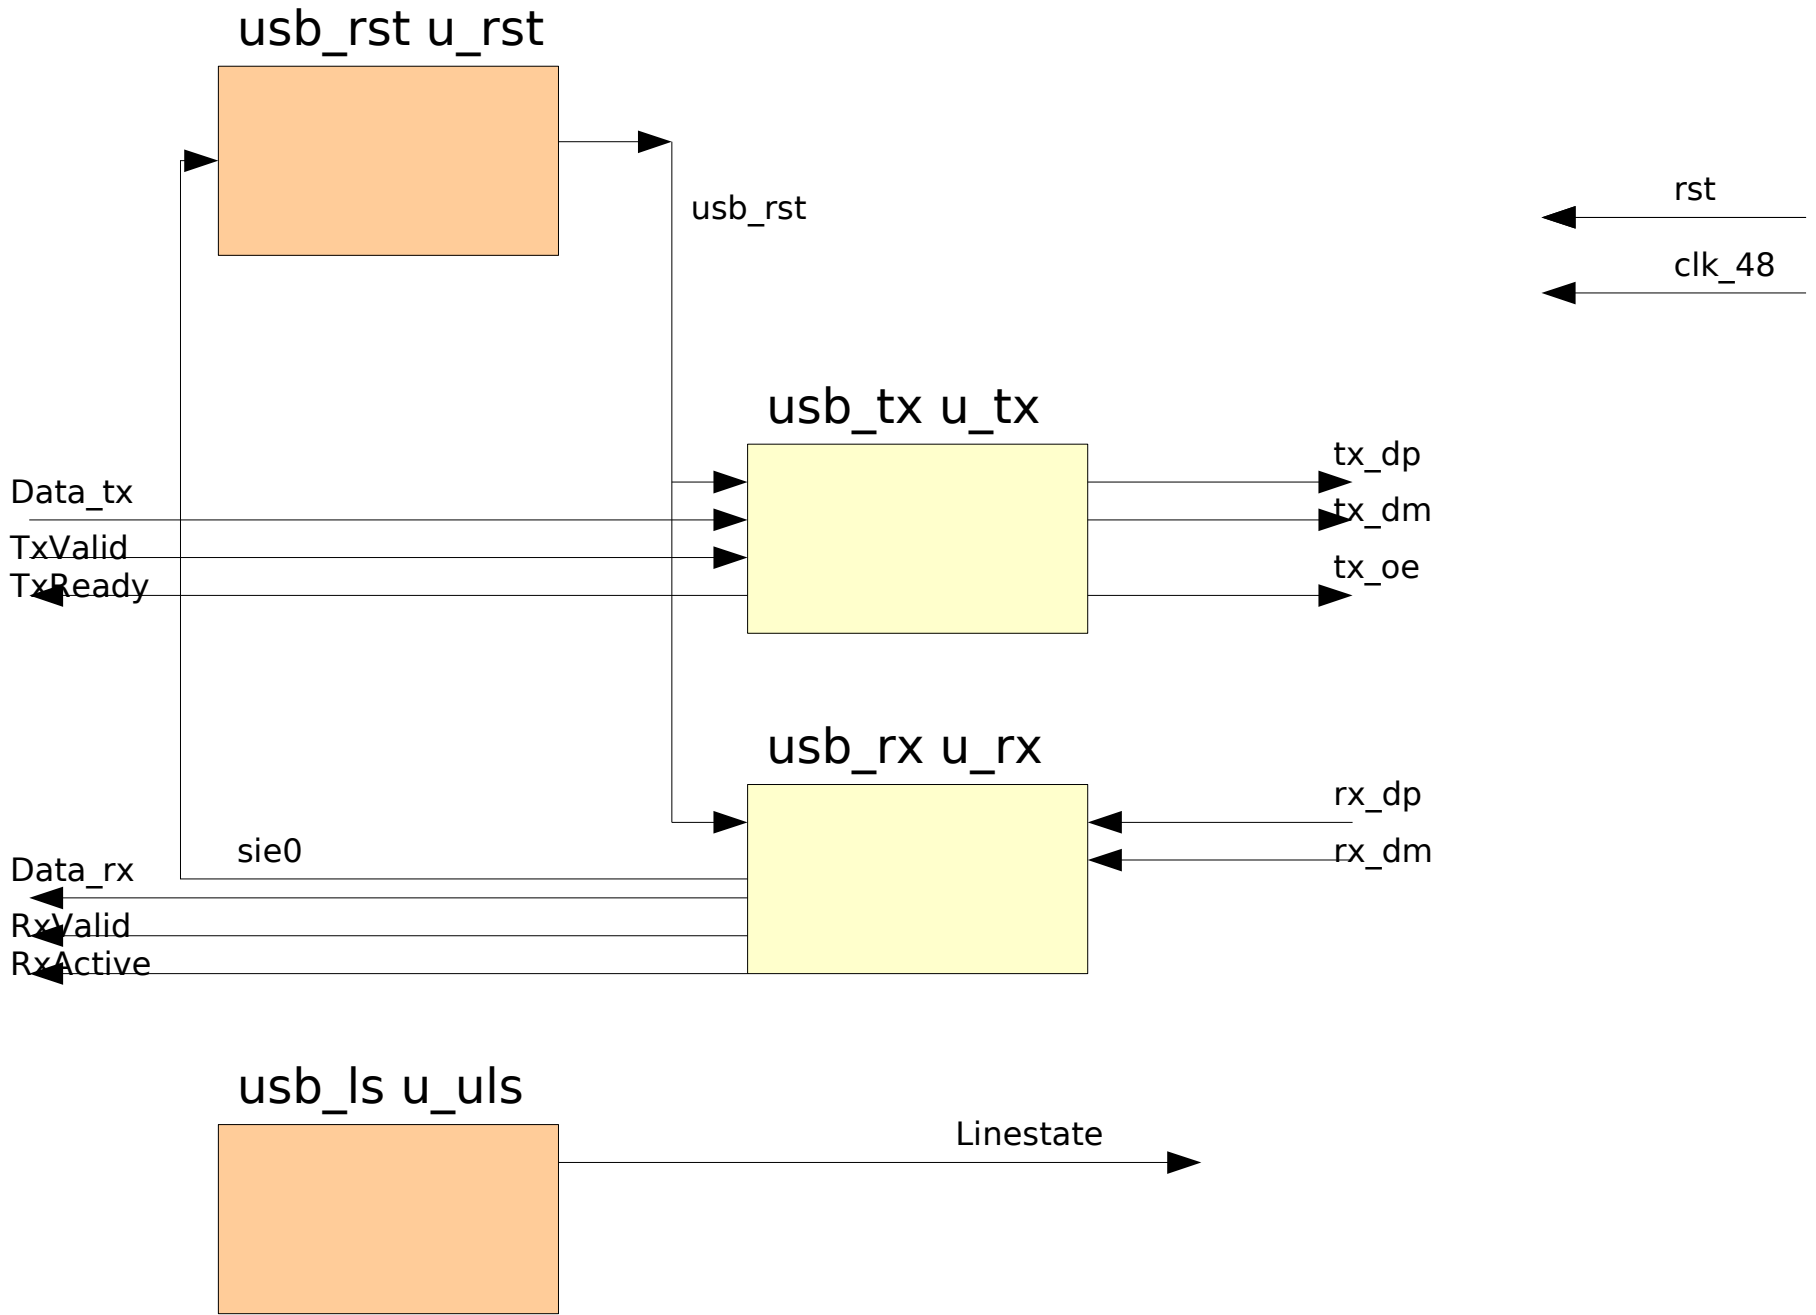 usb_rst u_rst
usb_rst
rst
clk_48
usb_tx u_tx
tx_dp
Data_tx
tx_dm
TxValid
tx_oe
TxReady
usb_rx u_rx
rx_dp
sie0
rx_dm
Data_rx
RxValid
RxActive
usb_ls u_uls
Linestate